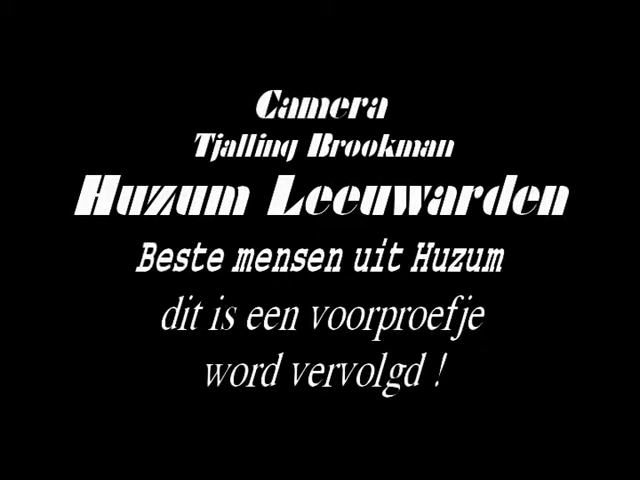 Camera
Tjalling Brookman
Huzum Leeuwarden
Beste mensen uit Huzum
dit is een voorproefje
word vervolgd !